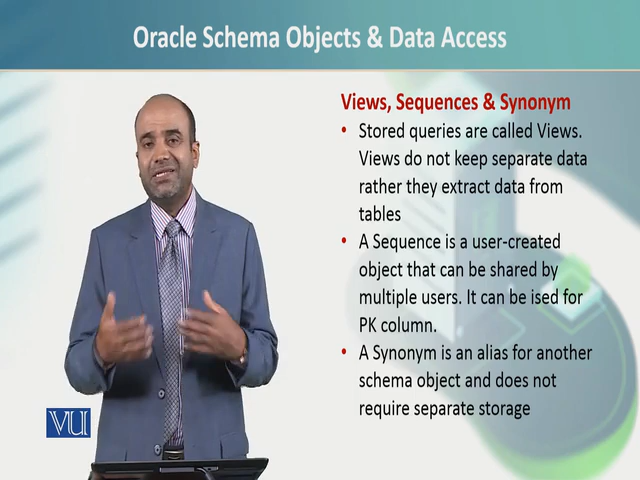 Oracle Schema Objects & Data Access
Views, Sequences & Synonym
• Stored queries are called Views.
Views do not keep separate data
rather they extract data from
tables
• A Sequence is a user-created
object that can be shared by
multiple users. It can be ised for
PK column.
• A Synonym is an alias for another
schema object and does not
require separate storage
VU